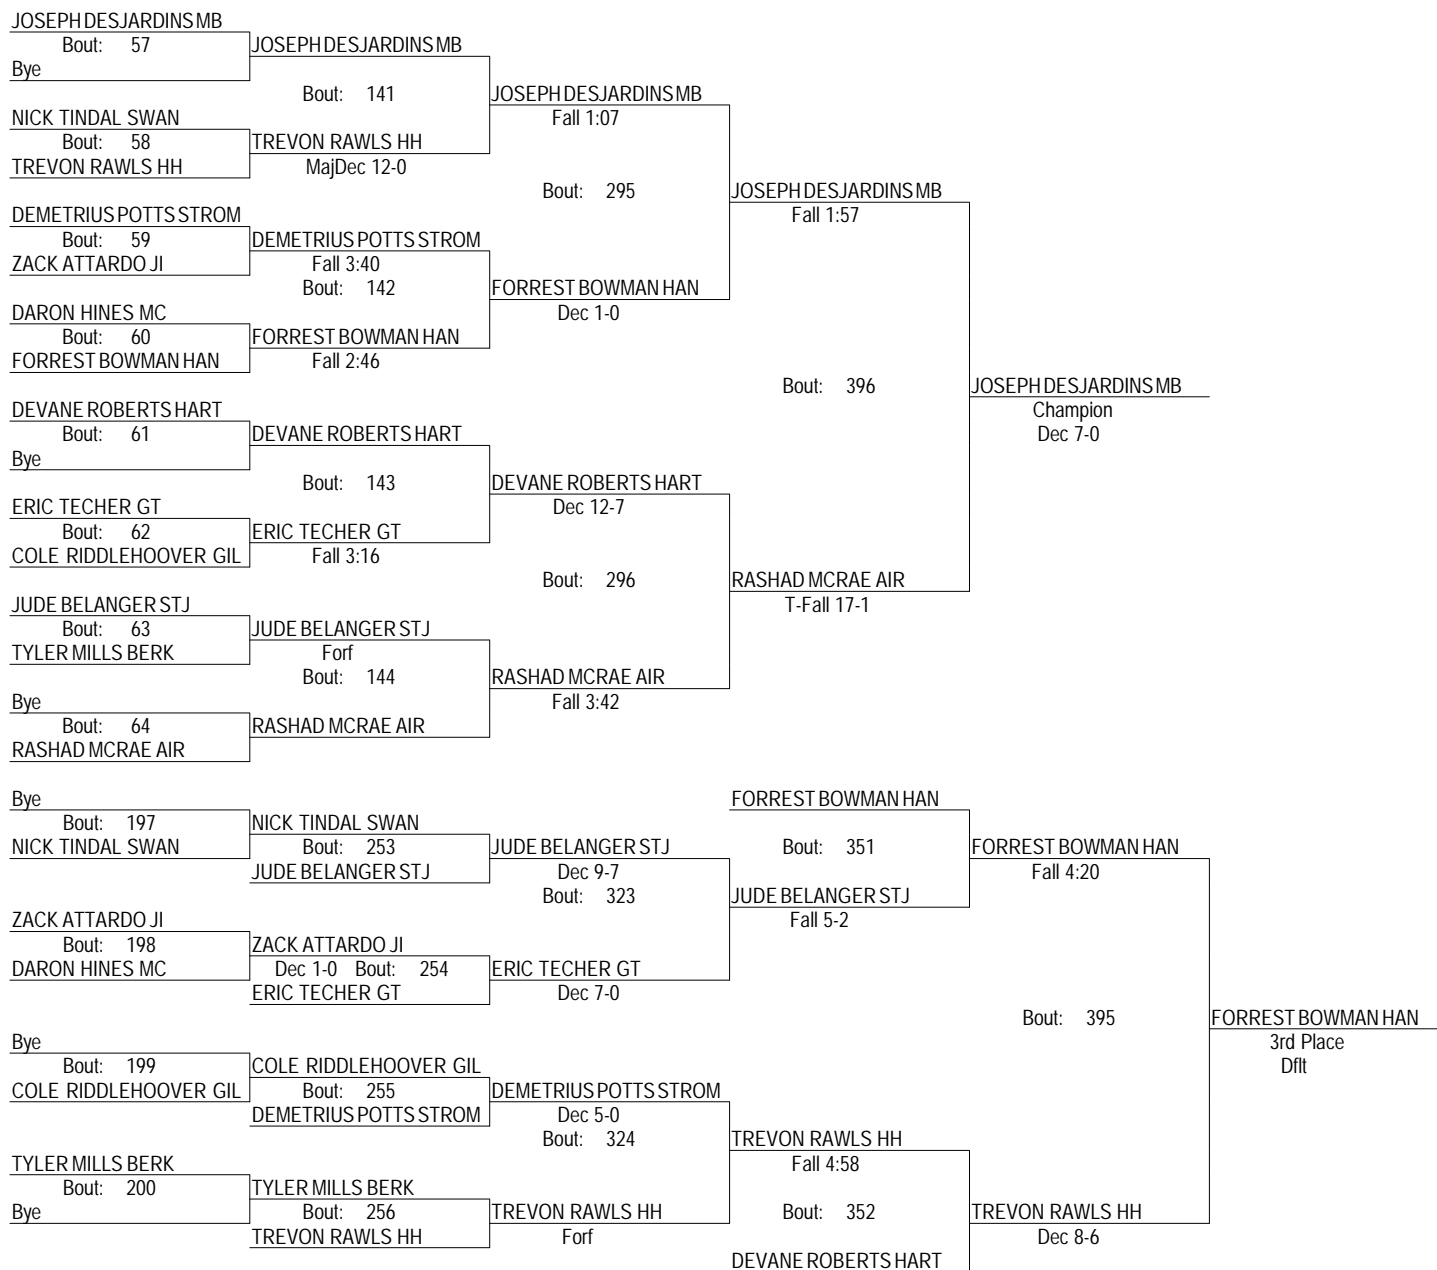 JOSEPH DESJARDINS MB
Bout: 57
Bye
JOSEPH DESJARDINS MB
Bout: 141
NICK TINDAL SWAN
Bout: 58
TREVON RAWLS HH
TREVON RAWLS HH
MajDec 12-0
JOSEPH DESJARDINS MB
Fall 1:07
Bout: 295
DEMETRIUS POTTS STROM
Bout: 59
ZACK ATTARDO JI
DEMETRIUS POTTS STROM
Fall 3:40
Bout: 142
DARON HINES MC
Bout: 60
FORREST BOWMAN HAN
FORREST BOWMAN HAN
Fall 2:46
FORREST BOWMAN HAN
Dec 1-0
JOSEPH DESJARDINS MB
Fall 1:57
Bout: 396
DEVANE ROBERTS HART
Bout: 61
Bye
DEVANE ROBERTS HART
Bout: 143
ERIC TECHER GT
Bout: 62
COLE RIDDLEHOOVER GIL
ERIC TECHER GT
Fall 3:16
DEVANE ROBERTS HART
Dec 12-7
Bout: 296
JUDE BELANGER STJ
Bout: 63
TYLER MILLS BERK
JUDE BELANGER STJ
Forf
Bout: 144
Bye
Bout: 64
RASHAD MCRAE AIR
RASHAD MCRAE AIR
RASHAD MCRAE AIR
Fall 3:42
RASHAD MCRAE AIR
T-Fall 17-1
JOSEPH DESJARDINS MB
Champion
Dec 7-0
Bye
Bout: 197
NICK TINDAL SWAN
NICK TINDAL SWAN
Bout: 253
JUDE BELANGER STJ
JUDE BELANGER STJ
Dec 9-7
Bout: 323
ZACK ATTARDO JI
Bout: 198
DARON HINES MC
ZACK ATTARDO JI
Dec 1-0 Bout: 254
ERIC TECHER GT
ERIC TECHER GT
Dec 7-0
FORREST BOWMAN HAN
Bout: 351
JUDE BELANGER STJ
Fall 5-2
FORREST BOWMAN HAN
Fall 4:20
Bout: 395
Bye
Bout: 199
COLE RIDDLEHOOVER GIL
COLE RIDDLEHOOVER GIL
Bout: 255
DEMETRIUS POTTS STROM
DEMETRIUS POTTS STROM
Dec 5-0
Bout: 324
TYLER MILLS BERK
Bout: 200
Bye
TYLER MILLS BERK
Bout: 256
TREVON RAWLS HH
TREVON RAWLS HH
Forf
TREVON RAWLS HH
Fall 4:58
Bout: 352
DEVANE ROBERTS HART
TREVON RAWLS HH
Dec 8-6
FORREST BOWMAN HAN
3rd Place
Dflt